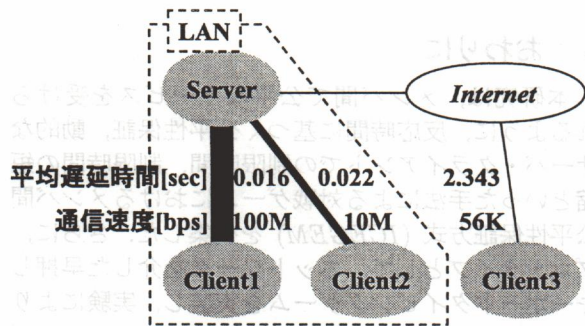 LAN
Server
Internet
平均遅延時間[sec] 0.016 0.022 2.343
通信速度[bps] 100M 10M 56K
Client1 Client2 Client3